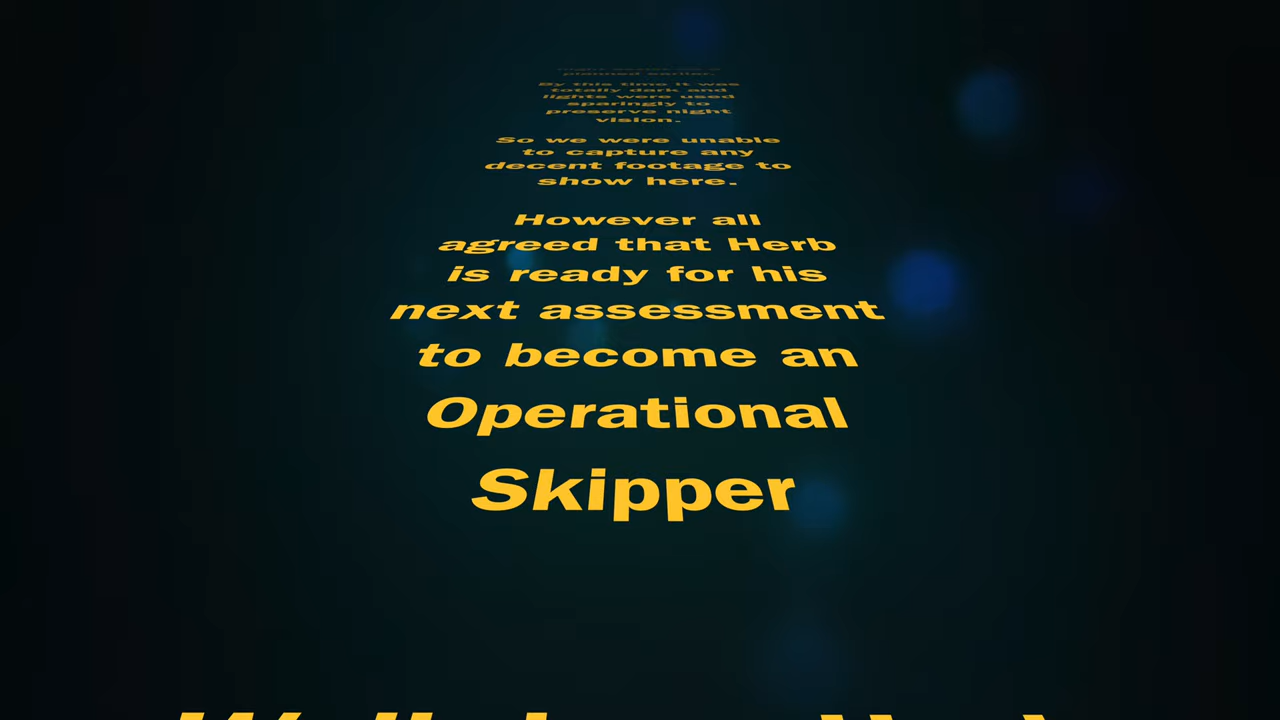 planned earlier.
By this time it was
totally dark and
lights were used
sparingly to
preserve night
vision.
So we were unable
to capture any
decent footage to
show here.
However all
agreed that Herb
is ready for his
next assessment
to become an
Operational
Skipper